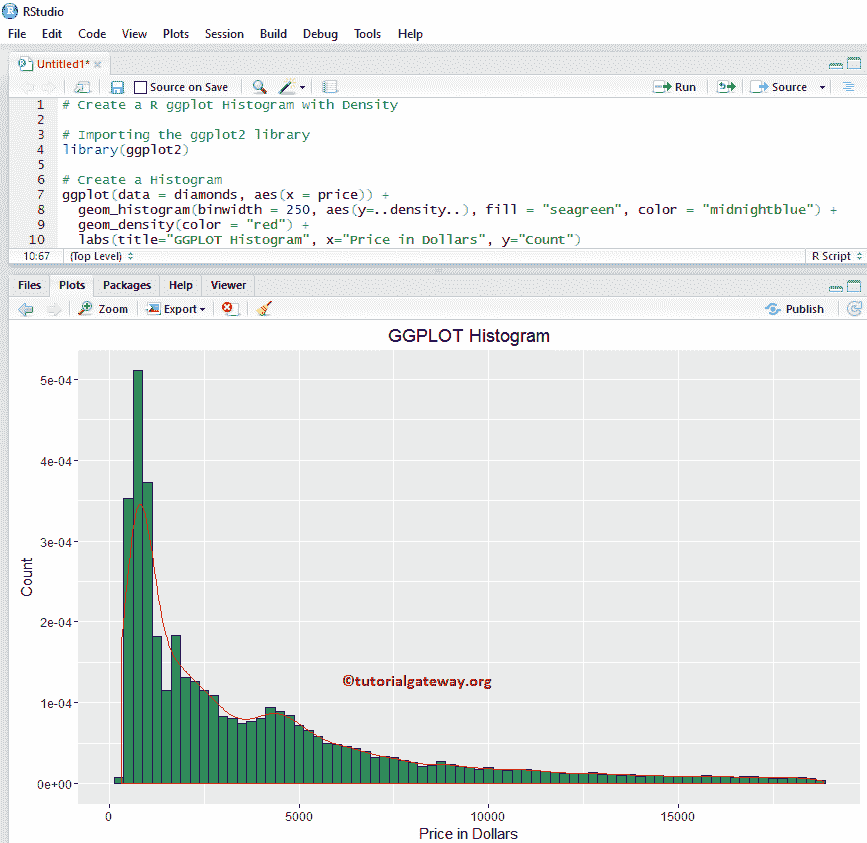 RStudio
File Edit Code View Plots Session Build Debug Tools Help
Untitled1*
Source on Save Run Source
1 # Create a R ggplot Histogram with Density
2
3 # Importing the ggplot2 library
4 library(ggplot2)
5
6 # Create a Histogram
7 ggplot(data = diamonds, aes(x = price)) +
8 geom_histogram(binwidth = 250, aes(y=..density..), fill = "seagreen", color = "midnightblue") +
9 geom_density(color = "red") +
10 labs(title="GGPLOT Histogram", x="Price in Dollars", y="Count")
10:67 (Top Level) R Script
Files Plots Packages Help Viewer
Zoom Export Publish
GGPLOT Histogram
5e-04
4e-04
3e-04
Count
2e-04
©tutorialgateway.org
1e-04
0e+00
0 5000 10000 15000
Price in Dollars